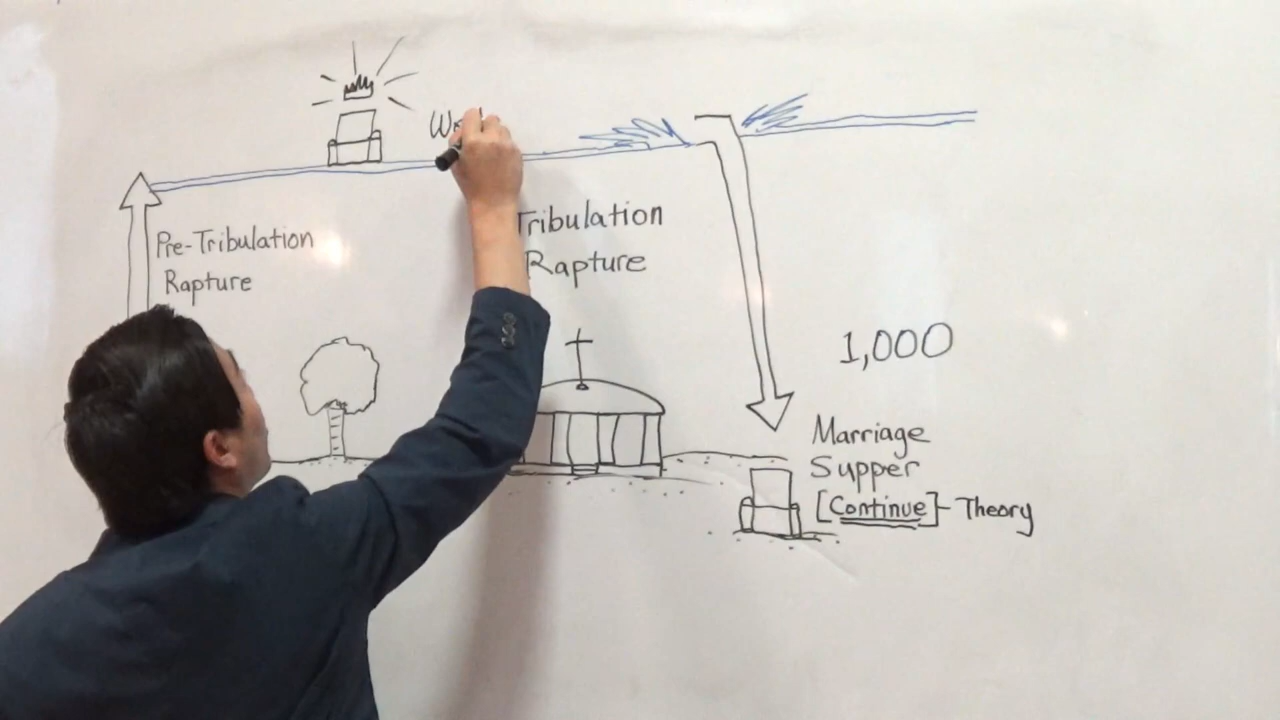 Pre-Tribulation
Rapture
Tribulation
Rapture
1,000
Marriage
Supper
[Continue]- Theory